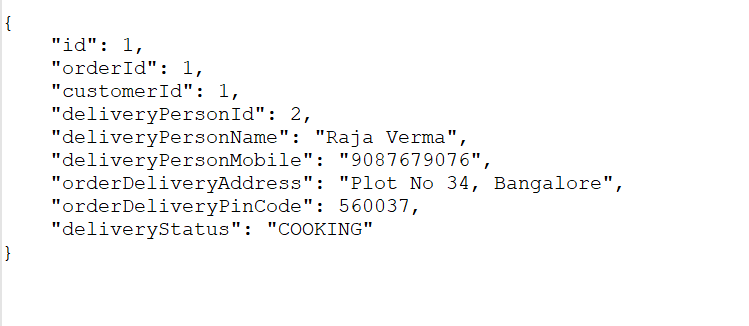 {
    "id": 1,
    "orderId": 1,
    "customerId": 1,
    "deliveryPersonId": 2,
    "deliveryPersonName": "Raja Verma",
    "deliveryPersonMobile": "9087679076",
    "orderDeliveryAddress": "Plot No 34, Bangalore",
    "orderDeliveryPinCode": 560037,
    "deliveryStatus": "COOKING"
}